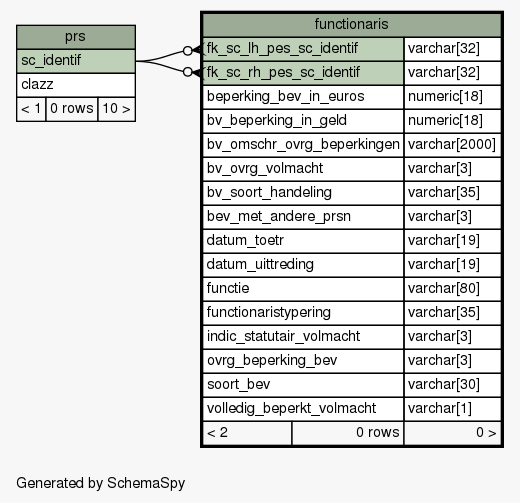 prs
sc_identif
clazz
< 1 0 rows 10 >
functionaris
fk_sc_lh_pes_sc_identif varchar[32]
fk_sc_rh_pes_sc_identif varchar[32]
beperking_bev_in_euros numeric[18]
bv_beperking_in_geld numeric[18]
bv_omschr_ovrg_beperkingen varchar[2000]
bv_ovrg_volmacht varchar[3]
bv_soort_handeling varchar[35]
bev_met_andere_prsn varchar[3]
datum_toetr varchar[19]
datum_uittreding varchar[19]
functie varchar[80]
functionaristypering varchar[35]
indic_statutair_volmacht varchar[3]
ovrg_beperking_bev varchar[3]
soort_bev varchar[30]
volledig_beperkt_volmacht varchar[1]
< 2 0 rows 0 >
Generated by SchemaSpy